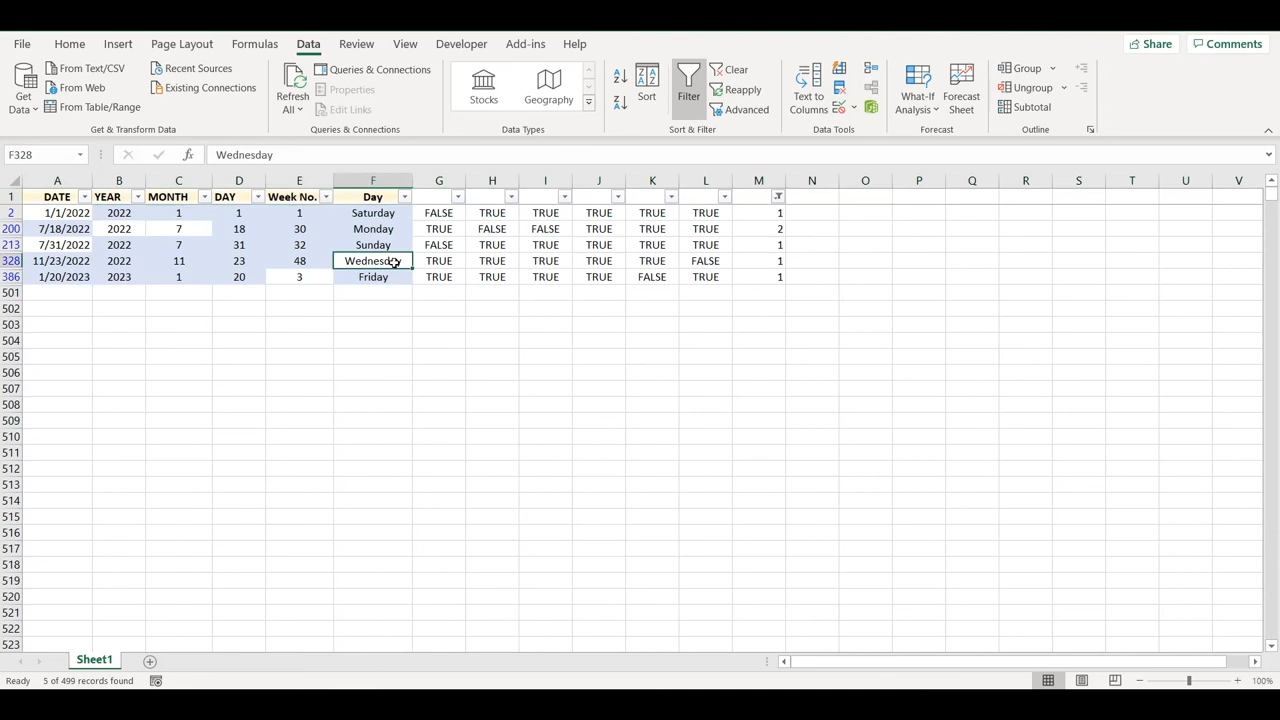 File Home Insert Page Layout Formulas Data Review View Developer Add-ins Help Share Comments
Get Data
From Text/CSV
From Web
From Table/Range
Recent Sources
Existing Connections
Get & Transform Data
Refresh All
Queries & Connections
Properties
Edit Links
Queries & Connections
Stocks
Geography
Data Types
Sort
Filter
Clear
Reapply
Advanced
Sort & Filter
Text to Columns
Data Tools
What-If Analysis
Forecast Sheet
Forecast
Group
Ungroup
Subtotal
Outline
F328 fx Wednesday
A B C D E F G H I J K L M N O P Q R S T U V
1 DATE YEAR MONTH DAY Week No. Day
2 1/1/2022 2022 1 1 1 Saturday FALSE TRUE TRUE TRUE TRUE TRUE 1
200 7/18/2022 2022 7 18 30 Monday TRUE FALSE FALSE TRUE TRUE TRUE 2
213 7/31/2022 2022 7 31 32 Sunday FALSE TRUE TRUE TRUE TRUE TRUE 1
328 11/23/2022 2022 11 23 48 Wednesday TRUE TRUE TRUE TRUE TRUE FALSE 1
386 1/20/2023 2023 1 20 3 Friday TRUE TRUE TRUE TRUE FALSE TRUE 1
501
502
503
504
505
506
507
508
509
510
511
512
513
514
515
516
517
518
519
520
521
522
523
Sheet1
Ready 5 of 499 records found 100%